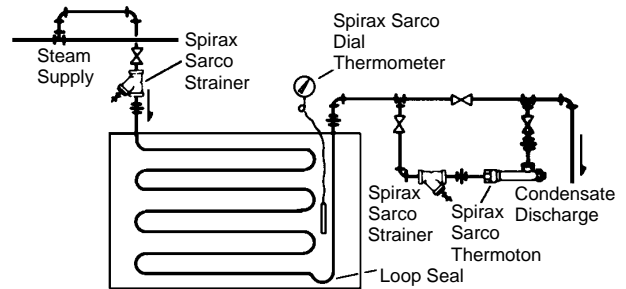 Steam
Supply
Spirax
Sarco
Strainer
Spirax Sarco
Dial
Thermometer
Spirax
Sarco
Strainer
Spirax
Sarco
Thermoton
Condensate
Discharge
Loop Seal